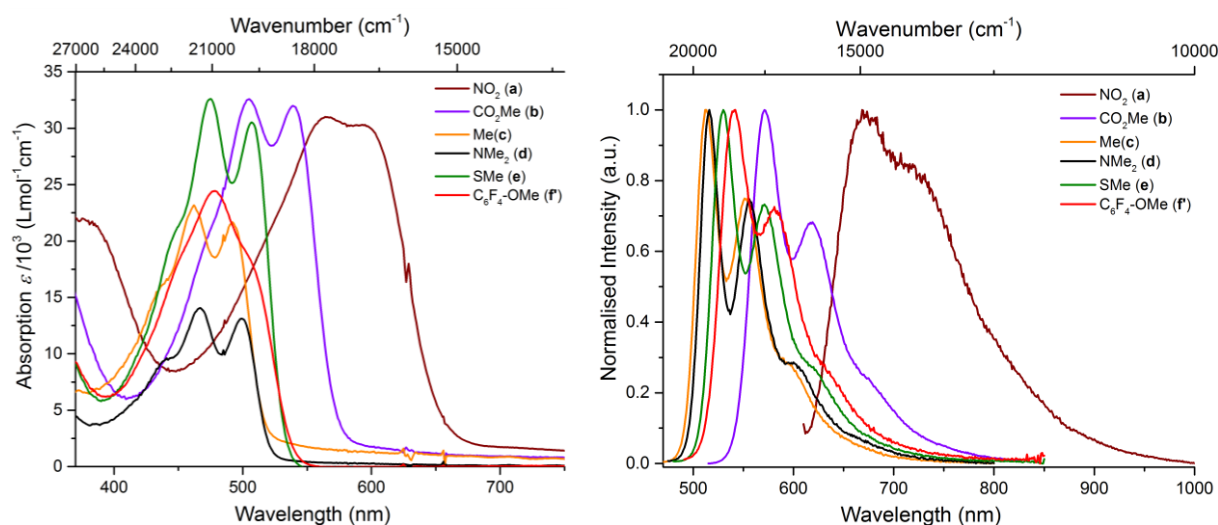 Wavenumber (cm⁻¹)
27000 24000 21000 18000 15000
35
30
25
20
15
10
5
0
Absorption ε /10³ (Lmol⁻¹cm⁻¹)
NO₂ (a)
CO₂Me (b)
Me(c)
NMe₂ (d)
SMe (e)
C₆F₄-OMe (f')
400 500 600 700
Wavelength (nm)
Wavenumber (cm⁻¹)
20000 15000 10000
1.0
0.8
0.6
0.4
0.2
0.0
Normalised Intensity (a.u.)
NO₂ (a)
CO₂Me (b)
Me(c)
NMe₂ (d)
SMe (e)
C₆F₄-OMe (f')
500 600 700 800 900 1000
Wavelength (nm)